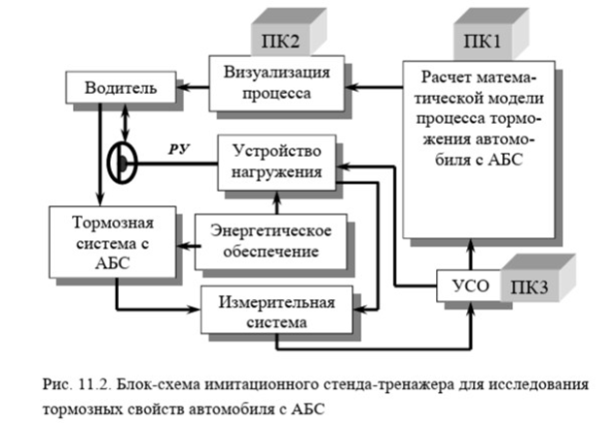 ПК2
ПК1
Водитель
Визуализация
процесса
Расчет матема-
тической модели
процесса тормо-
жения автомо-
биля с АБС
РУ
Устройство
нагружения
Тормозная
система с
АБС
Энергетическое
обеспечение
УСО
ПК3
Измерительная
система
Рис. 11.2. Блок-схема имитационного стенда-тренажера для исследования
тормозных свойств автомобиля с АБС